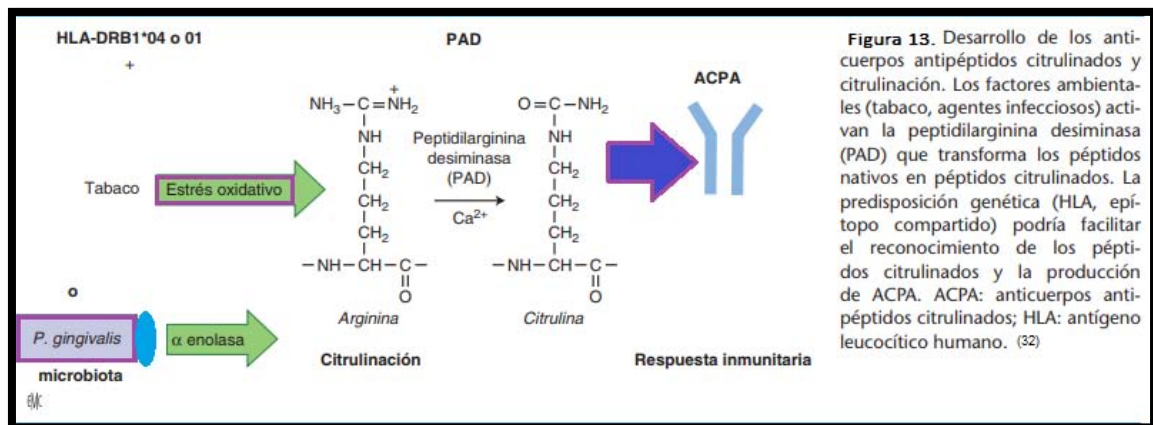 HLA-DRB1*04 o 01
+
Tabaco
Estrés oxidativo
o
P. gingivalis
microbiota
α enolasa
PAD
NH₃–C=NH₂
+
NH
CH₂
CH₂
CH₂
–NH–CH–C–
O
Arginina
Citrulinación
Peptidilarginina
desiminasa
(PAD)
Ca²⁺
O=C–NH₂
NH
CH₂
CH₂
CH₂
–NH–CH–C–
O
Citrulina
ACPA
Respuesta inmunitaria
Figura 13. Desarrollo de los anti-
cuerpos antipéptidos citrulinados y
citrulinación. Los factores ambienta-
les (tabaco, agentes infecciosos) acti-
van la peptidilarginina desiminasa
(PAD) que transforma los péptidos
nativos en péptidos citrulinados. La
predisposición genética (HLA, epí-
topo compartido) podría facilitar
el reconocimiento de los pépti-
dos citrulinados y la producción
de ACPA. ACPA: anticuerpos anti-
péptidos citrulinados; HLA: antígeno
leucocítico humano. (32)
EMC